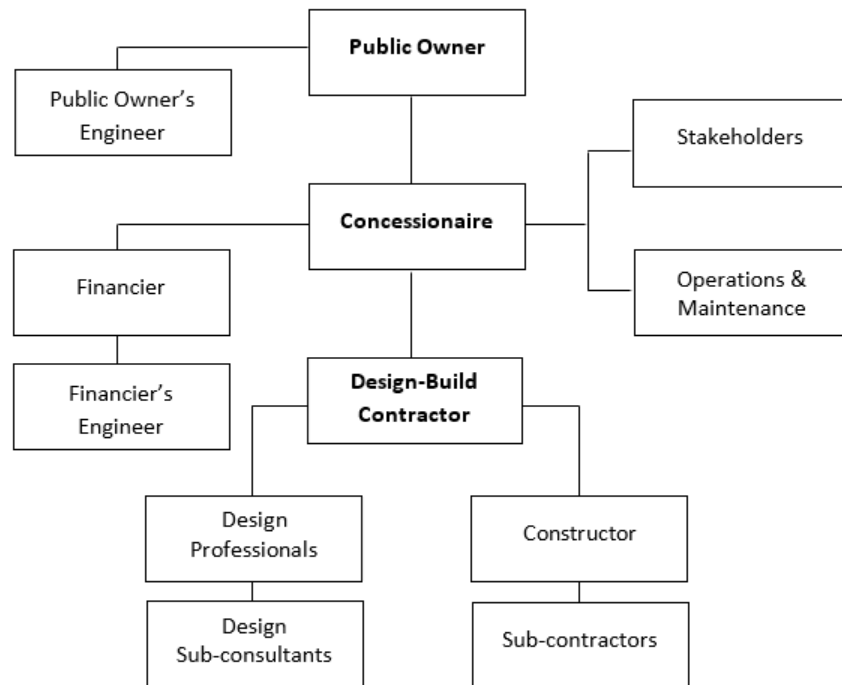 Public Owner
Public Owner’s
Engineer
Stakeholders
Concessionaire
Financier
Operations &
Maintenance
Financier’s
Engineer
Design-Build
Contractor
Design
Professionals
Constructor
Design
Sub-consultants
Sub-contractors